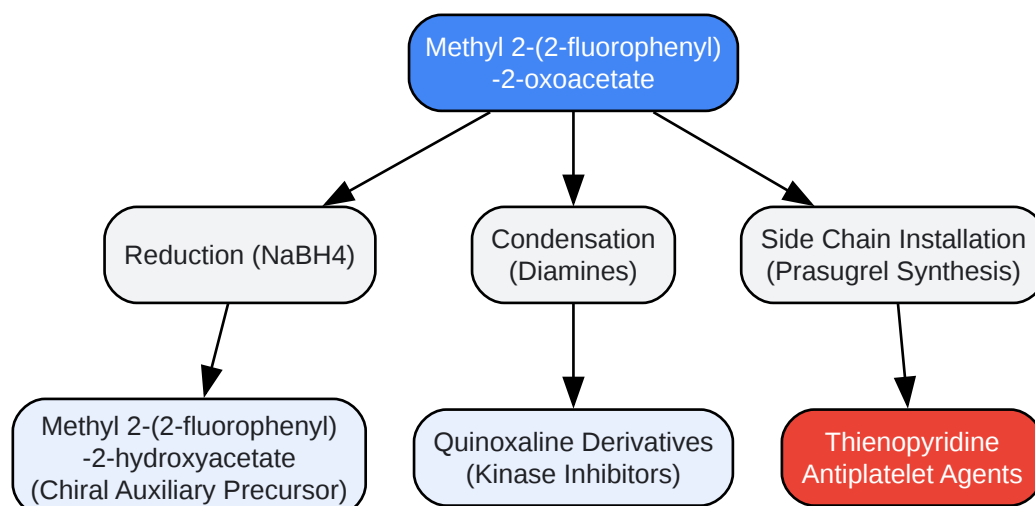 Methyl 2-(2-fluorophenyl)
-2-oxoacetate
Reduction (NaBH4)
Condensation
(Diamines)
Side Chain Installation
(Prasugrel Synthesis)
Methyl 2-(2-fluorophenyl)
-2-hydroxyacetate
(Chiral Auxiliary Precursor)
Quinoxaline Derivatives
(Kinase Inhibitors)
Thienopyridine
Antiplatelet Agents